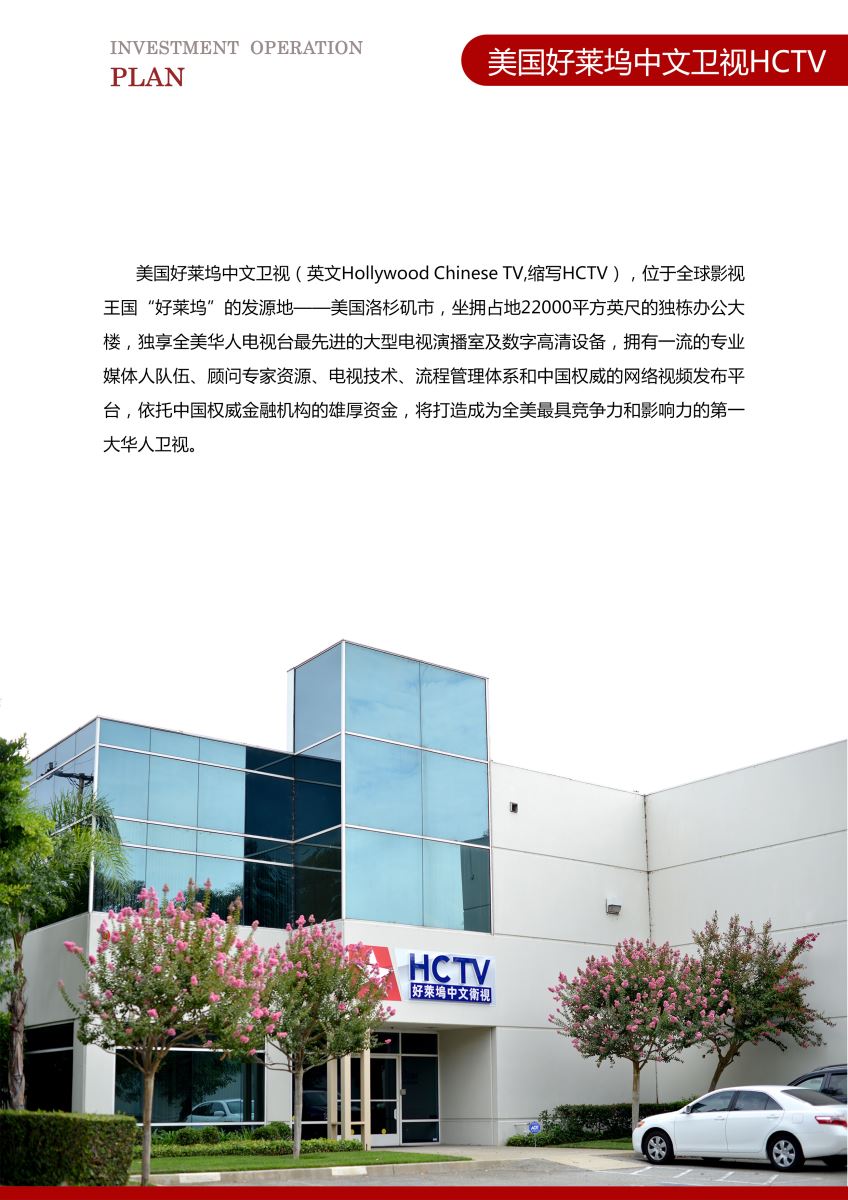 INVESTMENT OPERATION
PLAN
美国好莱坞中文卫视HCTV
美国好莱坞中文卫视（英文Hollywood Chinese TV,缩写HCTV），位于全球影视
王国“好莱坞”的发源地——美国洛杉矶市，坐拥占地22000平方英尺的独栋办公大
楼，独享全美华人电视台最先进的大型电视演播室及数字高清设备，拥有一流的专业
媒体人队伍、顾问专家资源、电视技术、流程管理体系和中国权威的网络视频发布平
台，依托中国权威金融机构的雄厚资金，将打造成为全美最具竞争力和影响力的第一
大华人卫视。
HCTV
好萊塢中文衛視
ADT